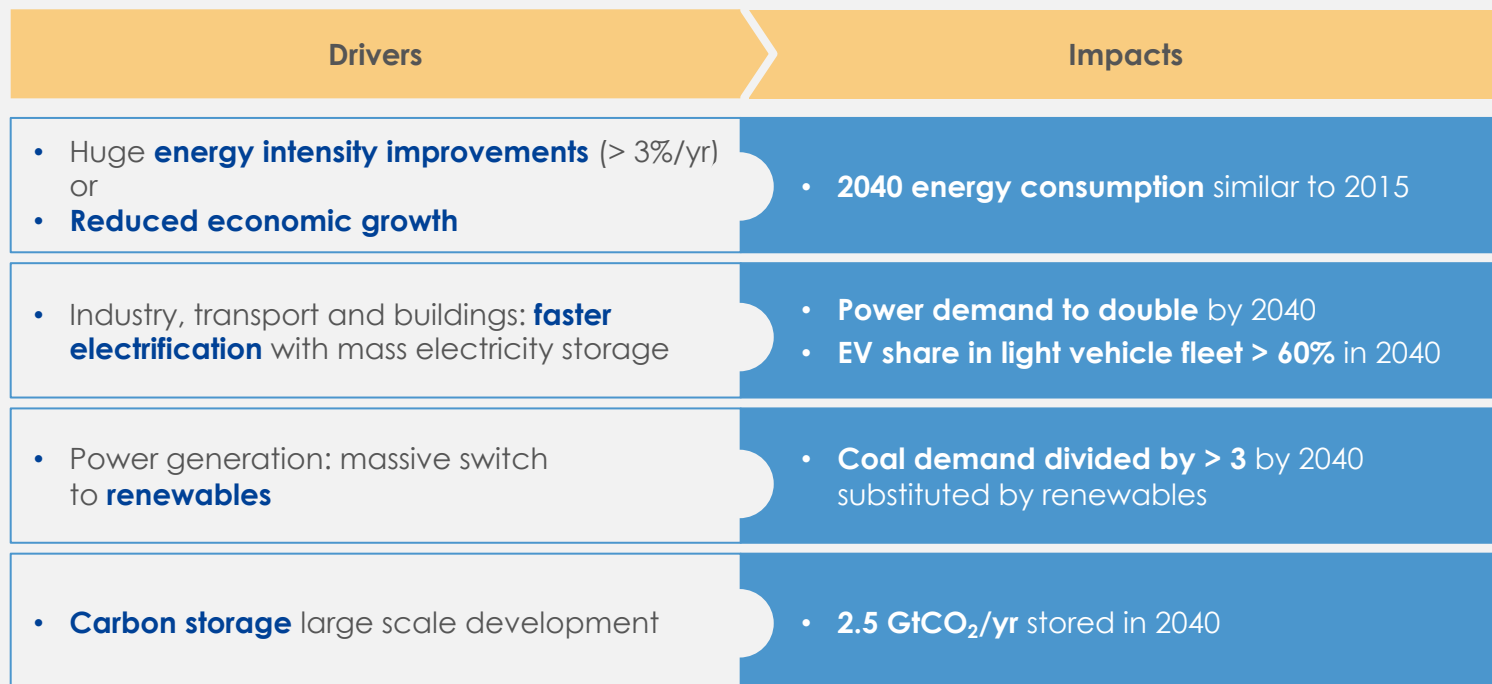 Drivers
Impacts
• Huge energy intensity improvements (> 3%/yr)
or
• Reduced economic growth
• 2040 energy consumption similar to 2015
• Industry, transport and buildings: faster
electrification with mass electricity storage
• Power demand to double by 2040
• EV share in light vehicle fleet > 60% in 2040
• Power generation: massive switch
to renewables
• Coal demand divided by > 3 by 2040
substituted by renewables
• Carbon storage large scale development
• 2.5 GtCO₂/yr stored in 2040